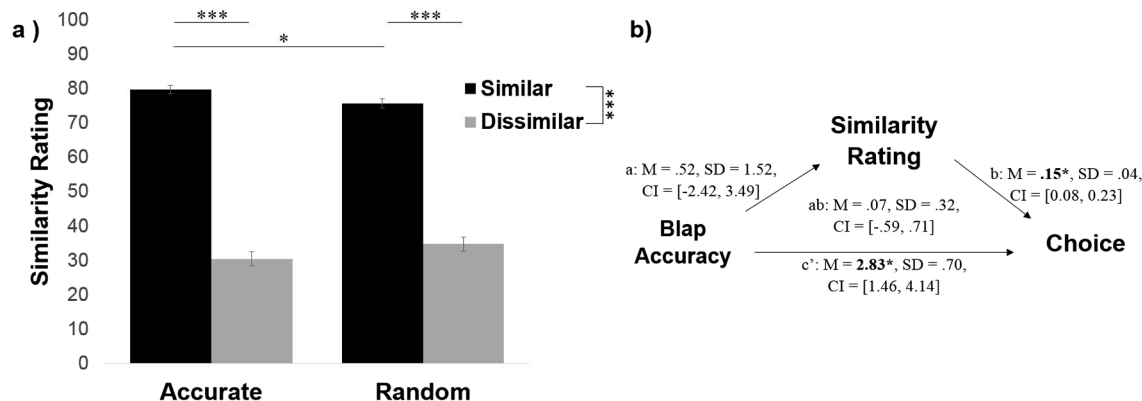 a )
Similarity Rating
100
90
80
70
60
50
40
30
20
10
0
***
***
*
Similar
Dissimilar
***
Accurate
Random
b)
Similarity
Rating
a: M = .52, SD = 1.52,
CI = [-2.42, 3.49]
b: M = .15*, SD = .04,
CI = [0.08, 0.23]
ab: M = .07, SD = .32,
CI = [-.59, .71]
Blap
Accuracy
Choice
c’: M = 2.83*, SD = .70,
CI = [1.46, 4.14]